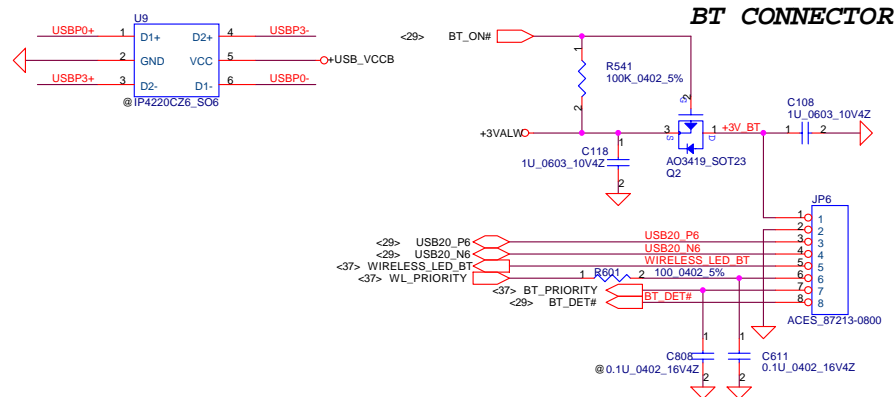 BT CONNECTOR
U9
USBP0+ 1 D1+ D2+ 4 USBP3-
2 GND VCC 5 +USB_VCCB
USBP3+ 3 D2- D1- 6 USBP0-
@IP4220CZ6_SO6
<29> BT_ON#
1
R541
100K_0402_5%
2
2
G
+3VALW
3 S
D 1 +3V_BT
AO3419_SOT23
Q2
C118
1U_0603_10V4Z
1
2
C108
1U_0603_10V4Z
1 2
JP6
1 1
2 2
<29> USB20_P6 USB20_P6 3 3
<29> USB20_N6 USB20_N6 4 4
<37> WIRELESS_LED_BT WIRELESS_LED_BT 5 5
<37> WL_PRIORITY 1 R601 2 100_0402_5% 6 6
<37> BT_PRIORITY 7 7
<29> BT_DET# BT_DET# 8 8
ACES_87213-0800
1
C808
@0.1U_0402_16V4Z
2
1
C611
0.1U_0402_16V4Z
2